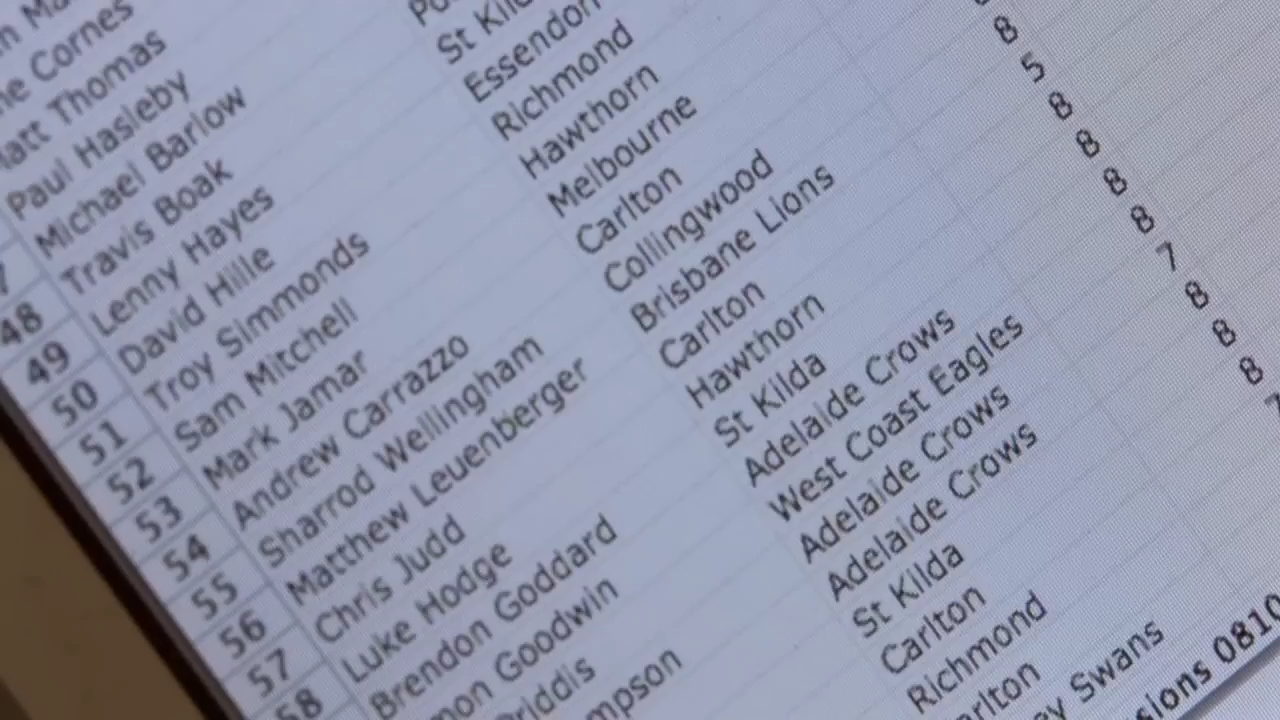 Cornes
Thomas
Paul Hasleby
Michael Barlow
48 Travis Boak
49 Lenny Hayes St
50 David Hille Essendon
51 Troy Simmonds Richmond
52 Sam Mitchell Hawthorn
53 Mark Jamar Melbourne
54 Andrew Carrazzo Carlton
55 Sharrod Wellingham Collingwood
56 Matthew Leuenberger Brisbane Lions 8
57 Chris Judd Carlton 5
58 Luke Hodge Hawthorn 8
Brendon Goddard St Kilda 8
Goodwin Adelaide Crows 8
Priddis West Coast Eagles 8
Adelaide Crows 7
Adelaide Crows 8
St Kilda 8
Carlton 8
Richmond
Carlton
Swans